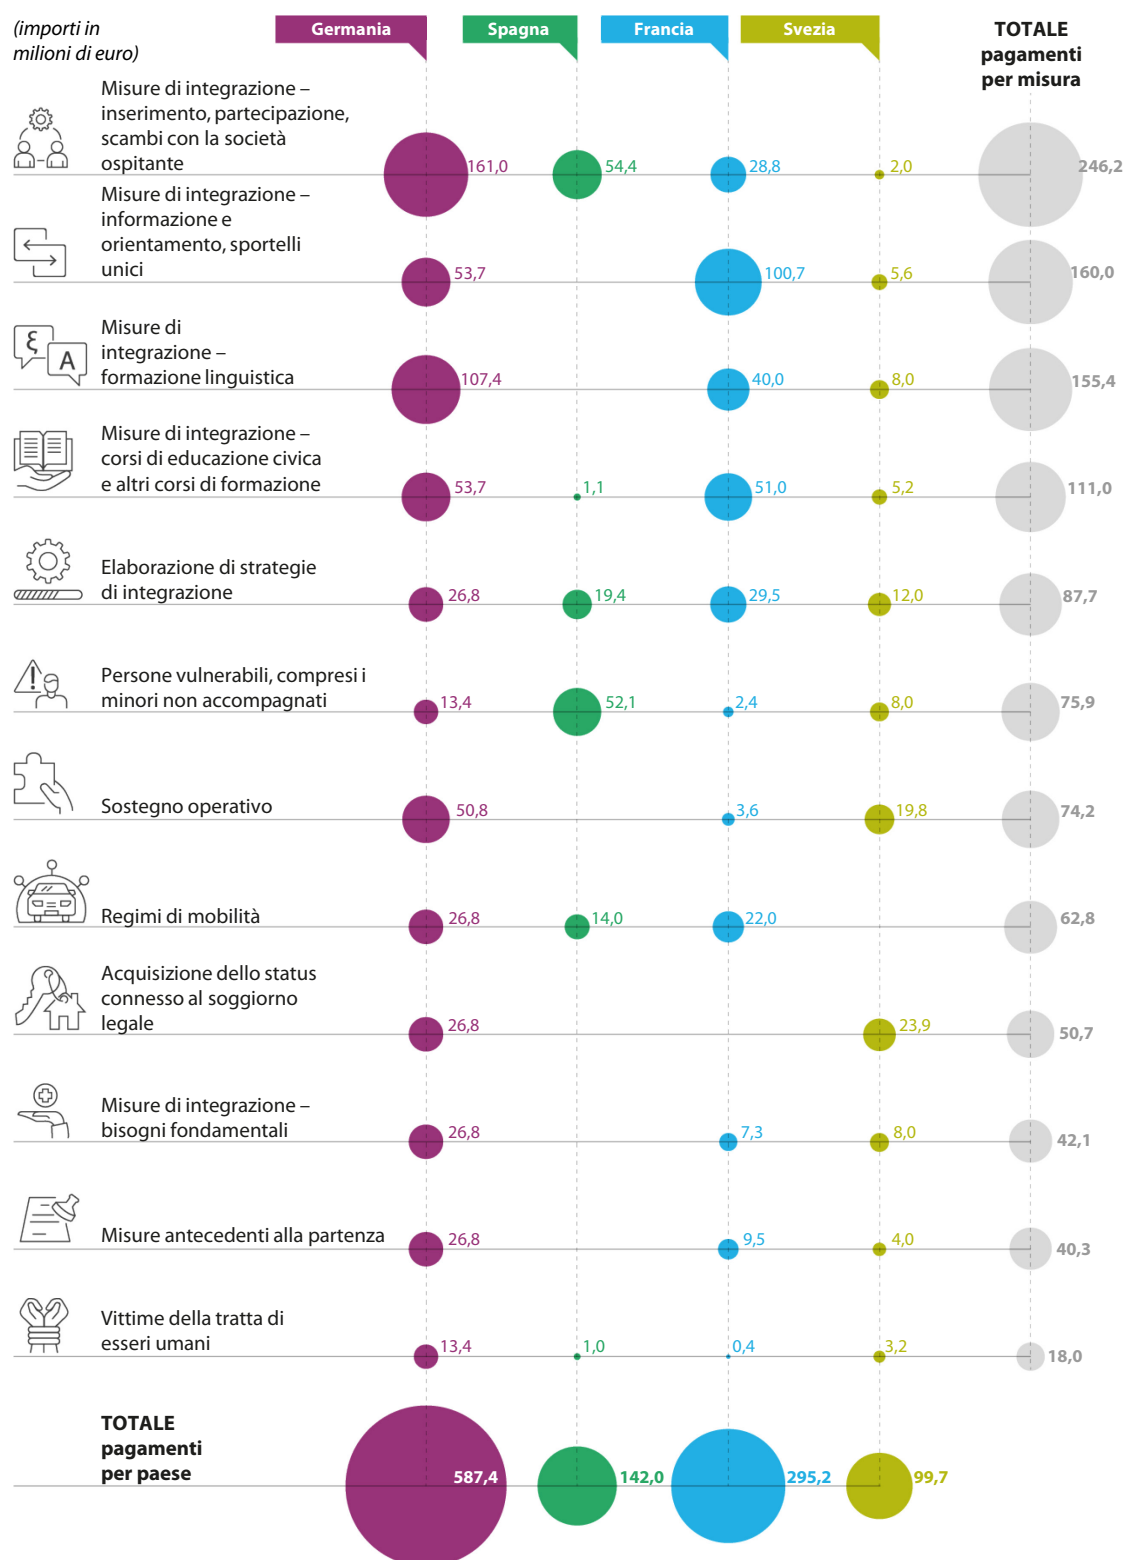 (importi in
milioni di euro)
Germania
Spagna
Francia
Svezia
TOTALE
pagamenti
per misura
Misure di integrazione –
inserimento, partecipazione,
scambi con la società
ospitante
161,0
54,4
28,8
2,0
246,2
Misure di integrazione –
informazione e
orientamento, sportelli
unici
53,7
100,7
5,6
160,0
ξ
A
Misure di
integrazione –
formazione linguistica
107,4
40,0
8,0
155,4
Misure di integrazione –
corsi di educazione civica
e altri corsi di formazione
53,7
1,1
51,0
5,2
111,0
Elaborazione di strategie
di integrazione
26,8
19,4
29,5
12,0
87,7
Persone vulnerabili, compresi i
minori non accompagnati
13,4
52,1
2,4
8,0
75,9
Sostegno operativo
50,8
3,6
19,8
74,2
Regimi di mobilità
26,8
14,0
22,0
62,8
Acquisizione dello status
connesso al soggiorno
legale
26,8
23,9
50,7
Misure di integrazione –
bisogni fondamentali
26,8
7,3
8,0
42,1
Misure antecedenti alla partenza
26,8
9,5
4,0
40,3
Vittime della tratta di
esseri umani
13,4
1,0
0,4
3,2
18,0
TOTALE
pagamenti
per paese
587,4
142,0
295,2
99,7